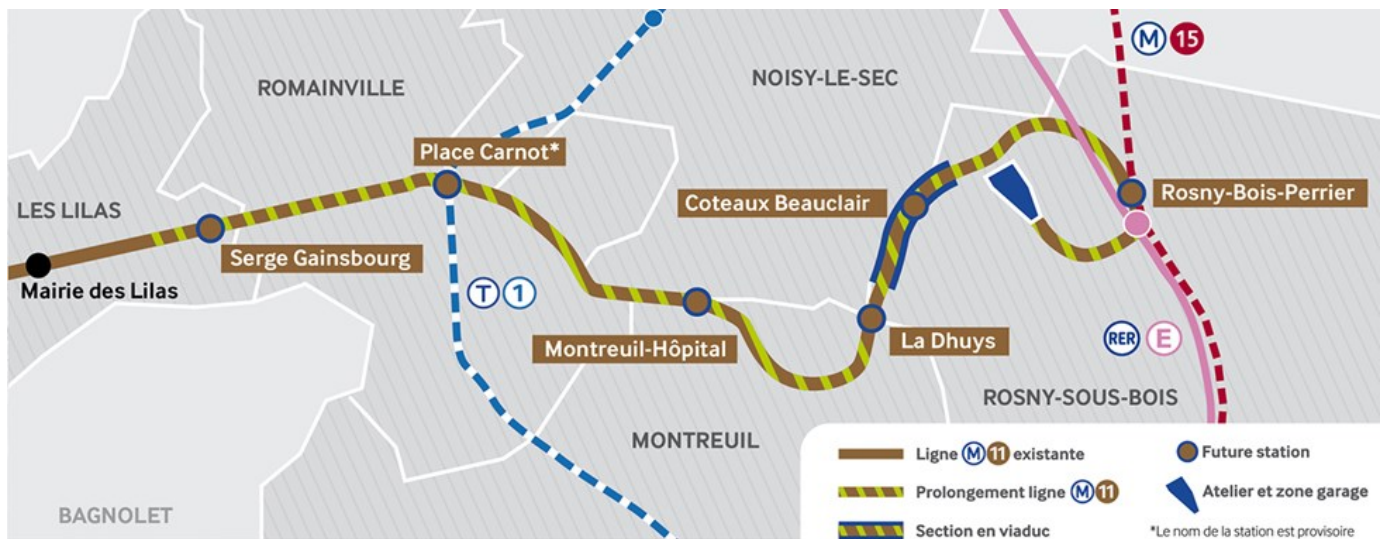 M 15
ROMAINVILLE
NOISY-LE-SEC
Place Carnot*
LES LILAS
Coteaux Beauclair
Rosny-Bois-Perrier
Serge Gainsbourg
Mairie des Lilas
T 1
Montreuil-Hôpital
La Dhuys
RER E
ROSNY-SOUS-BOIS
MONTREUIL
BAGNOLET
Ligne M 11 existante
Future station
Prolongement ligne M 11
Atelier et zone garage
Section en viaduc
*Le nom de la station est provisoire